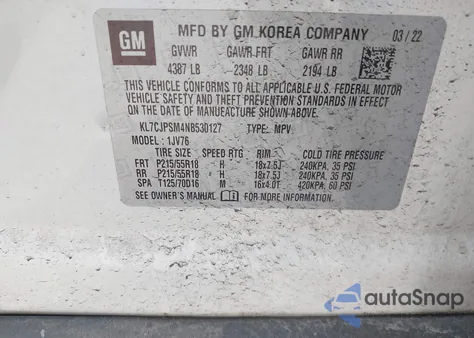 GM
MFD BY GM KOREA COMPANY 03/22
GVWR GAWR FRT GAWR RR
4387 LB 2348 LB 2194 LB
THIS VEHICLE CONFORMS TO ALL APPLICABLE U.S. FEDERAL MOTOR
VEHICLE SAFETY AND THEFT PREVENTION STANDARDS IN EFFECT
ON THE DATE OF MANUFACTURE SHOWN ABOVE.
KL7CJPSM4NB530127 TYPE: MPV
MODEL: 1JV76
TIRE SIZE SPEED RTG RIM COLD TIRE PRESSURE
FRT P215/55R18 H 18x7.5J 240KPA, 35 PSI
RR P215/55R18 H 18x7.5J 240KPA, 35 PSI
SPA T125/70D16 M 16x4.0T 420KPA, 60 PSI
SEE OWNER'S MANUAL FOR MORE INFORMATION.
autoSnap